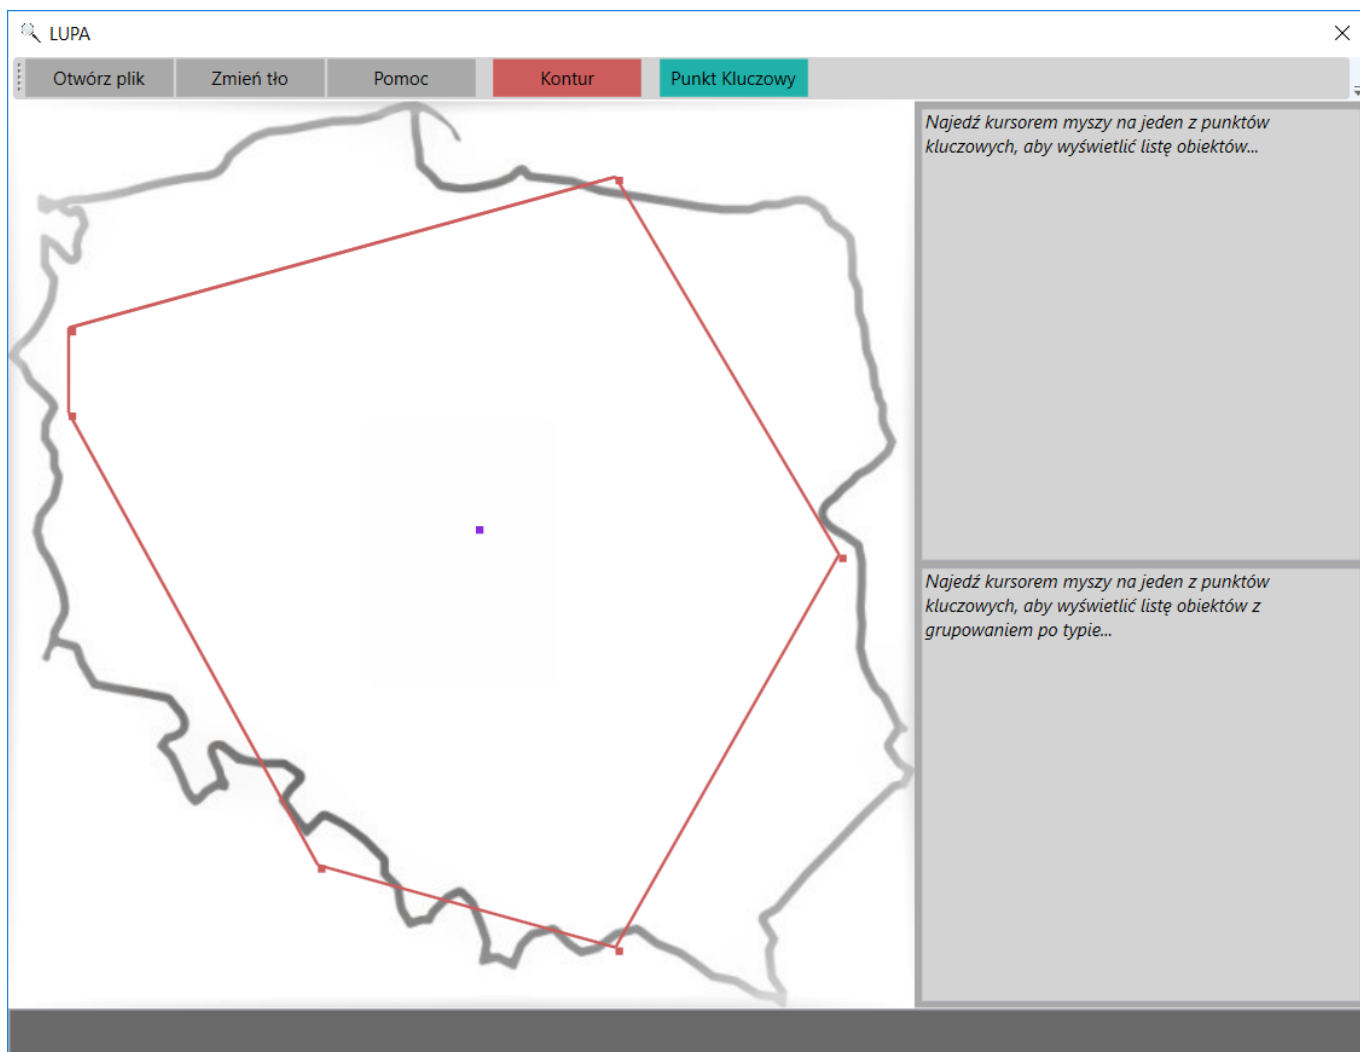 LUPA
Otwórz plik
Zmień tło
Pomoc
Kontur
Punkt Kluczowy
Najedź kursorem myszy na jeden z punktów
kluczowych, aby wyświetlić listę obiektów...
Najedź kursorem myszy na jeden z punktów
kluczowych, aby wyświetlić listę obiektów z
grupowaniem po typie...